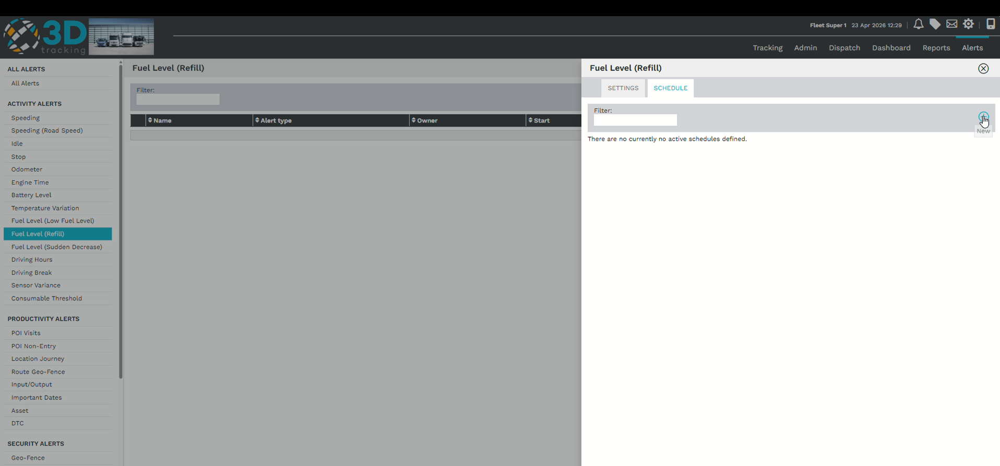 3D
tracking
Fleet Super 1 23 Apr 2026 12:29
Tracking Admin Dispatch Dashboard Reports Alerts
ALL ALERTS
All Alerts
ACTIVITY ALERTS
Speeding
Speeding (Road Speed)
Idle
Stop
Odometer
Engine Time
Battery Level
Temperature Variation
Fuel Level (Low Fuel Level)
Fuel Level (Refill)
Fuel Level (Sudden Decrease)
Driving Hours
Driving Break
Sensor Variance
Consumable Threshold
PRODUCTIVITY ALERTS
POI Visits
POI Non-Entry
Location Journey
Route Geo-Fence
Input/Output
Important Dates
Asset
DTC
SECURITY ALERTS
Geo-Fence
Fuel Level (Refill)
Filter:
Name Alert type Owner Start
Fuel Level (Refill)
SETTINGS SCHEDULE
Filter:
New
There are no currently no active schedules defined.